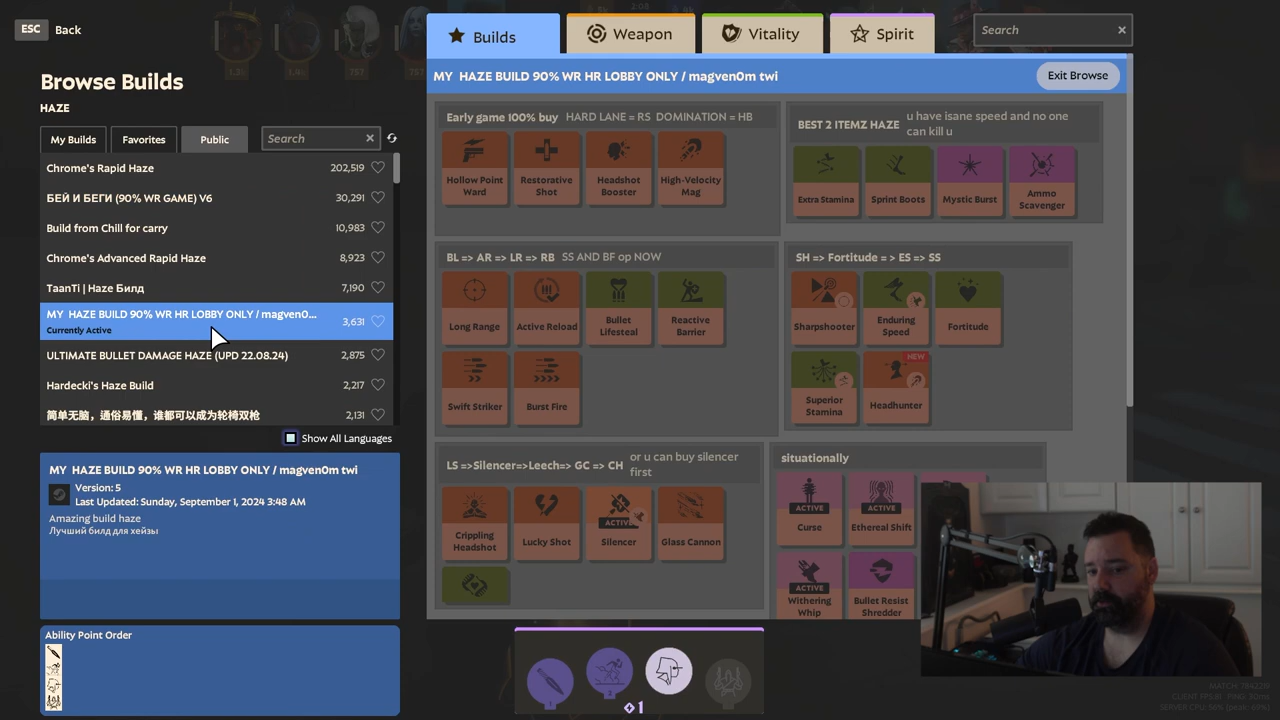 ESC Back
Browse Builds
HAZE
My Builds
Favorites
Public
Search
Chrome's Rapid Haze 202,519
БЕЙ И БЕГИ (90% WR GAME) V6 30,291
Build from Chill for carry 10,983
Chrome's Advanced Rapid Haze 8,923
TaanTi | Haze Билд 7,190
MY HAZE BUILD 90% WR HR LOBBY ONLY / magven0... 3,631
Currently Active
ULTIMATE BULLET DAMAGE HAZE (UPD 22.08.24) 2,875
Hardecki's Haze Build 2,217
简单无脑，通俗易懂，谁都可以成为轮椅双枪 2,131
Show All Languages
MY HAZE BUILD 90% WR HR LOBBY ONLY / magven0m twi
Version: 5
Last Updated: Sunday, September 1, 2024 3:48 AM
Amazing build haze
Лучший билд для хейзы
Ability Point Order
Builds
Weapon
Vitality
Spirit
Search
MY HAZE BUILD 90% WR HR LOBBY ONLY / magven0m twi
Exit Browse
Early game 100% buy HARD LANE = RS DOMINATION = HB
Hollow Point Ward
Restorative Shot
Headshot Booster
High-Velocity Mag
BEST 2 ITEMZ HAZE u have isane speed and no one
can kill u
Extra Stamina
Sprint Boots
Mystic Burst
Ammo Scavenger
BL => AR => LR => RB SS AND BF op NOW
Long Range
Active Reload
Bullet Lifesteal
Reactive Barrier
Swift Striker
Burst Fire
SH => Fortitude = > ES => SS
Sharpshooter
Enduring Speed
Fortitude
Superior Stamina
NEW
Headhunter
LS =>Silencer=>Leech=> GC => CH or u can buy silencer
first
Crippling Headshot
Lucky Shot
ACTIVE
Silencer
Glass Cannon
situationally
ACTIVE
Curse
ACTIVE
Ethereal Shift
ACTIVE
Withering Whip
Bullet Resist Shredder
1